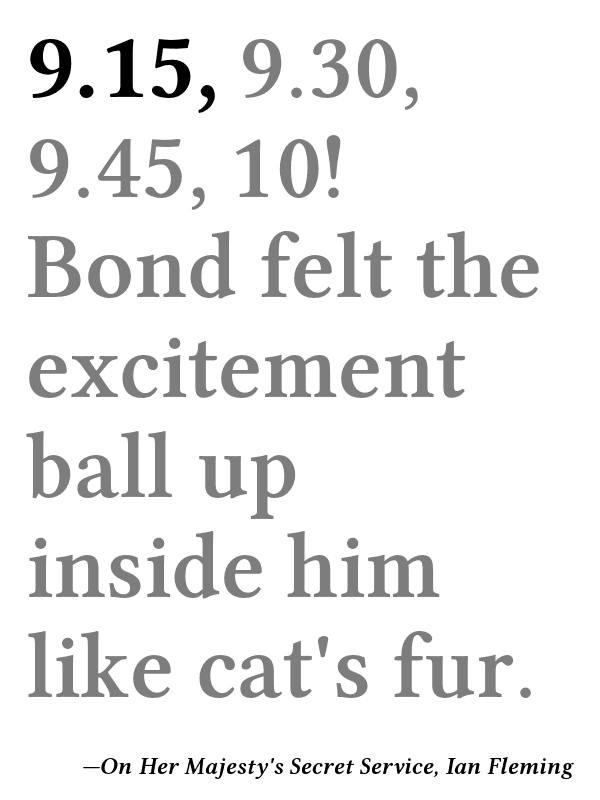 9.15, 9.30,
9.45, 10!
Bond felt the
excitement
ball up
inside him
like cat's fur.
—On Her Majesty's Secret Service, Ian Fleming